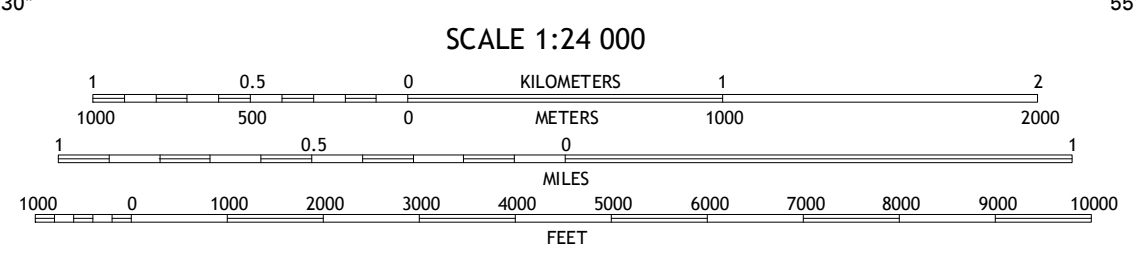 30" 55
SCALE 1:24 000
1 0.5 0 KILOMETERS 1 2
1000 500 0 METERS 1000 2000
1 0.5 0 1
MILES
1000 0 1000 2000 3000 4000 5000 6000 7000 8000 9000 10000
FEET